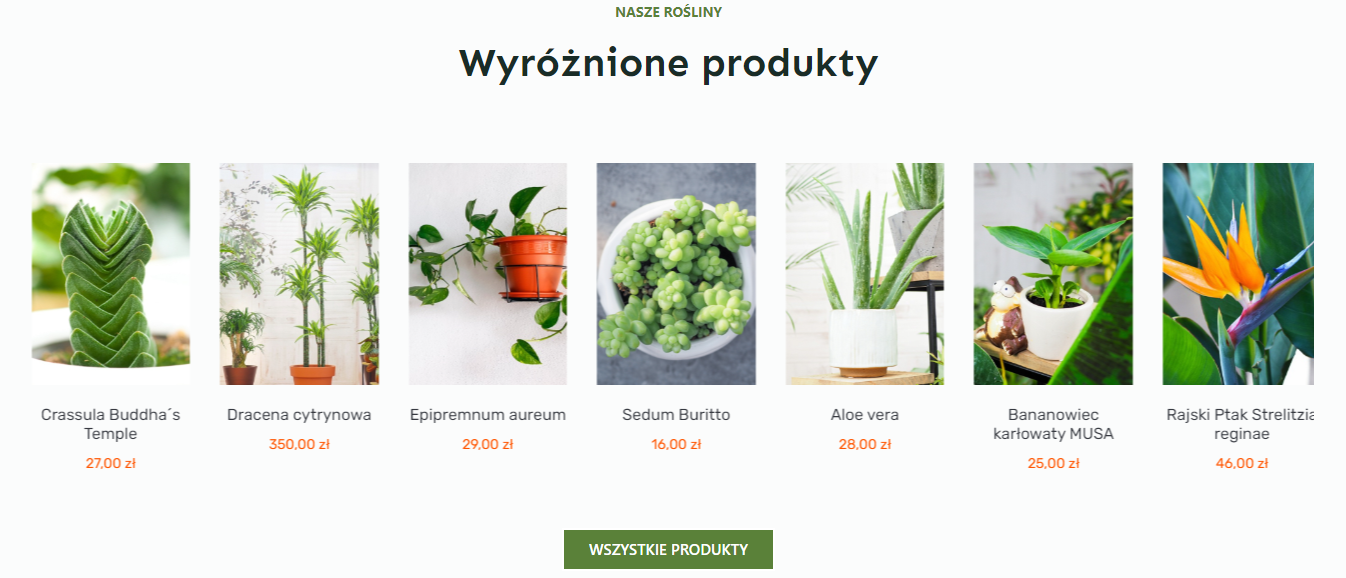 NASZE ROŚLINY
Wyróżnione produkty
Crassula Buddha´s
Temple
27,00 zł
Dracena cytrynowa
350,00 zł
Epipremnum aureum
29,00 zł
Sedum Buritto
16,00 zł
Aloe vera
28,00 zł
Bananowiec
karłowaty MUSA
25,00 zł
Rajski Ptak Strelitzia
reginae
46,00 zł
WSZYSTKIE PRODUKTY